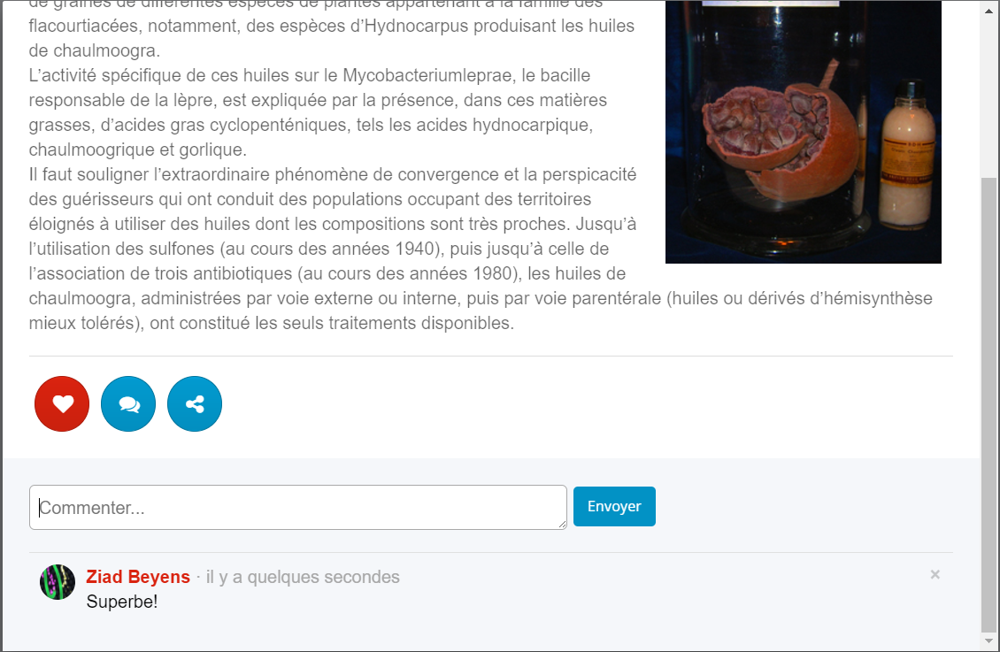 de graines de différentes espèces de plantes appartenant à la famille des
flacourtiacées, notamment, des espèces d’Hydnocarpus produisant les huiles
de chaulmoogra.
L’activité spécifique de ces huiles sur le Mycobacteriumleprae, le bacille
responsable de la lèpre, est expliquée par la présence, dans ces matières
grasses, d’acides gras cyclopenténiques, tels les acides hydnocarpique,
chaulmoogrique et gorlique.
Il faut souligner l’extraordinaire phénomène de convergence et la perspicacité
des guérisseurs qui ont conduit des populations occupant des territoires
éloignés à utiliser des huiles dont les compositions sont très proches. Jusqu’à
l’utilisation des sulfones (au cours des années 1940), puis jusqu’à celle de
l’association de trois antibiotiques (au cours des années 1980), les huiles de
chaulmoogra, administrées par voie externe ou interne, puis par voie parentérale (huiles ou dérivés d’hémisynthèse
mieux tolérés), ont constitué les seuls traitements disponibles.
Commenter...
Envoyer
Ziad Beyens · il y a quelques secondes
Superbe!